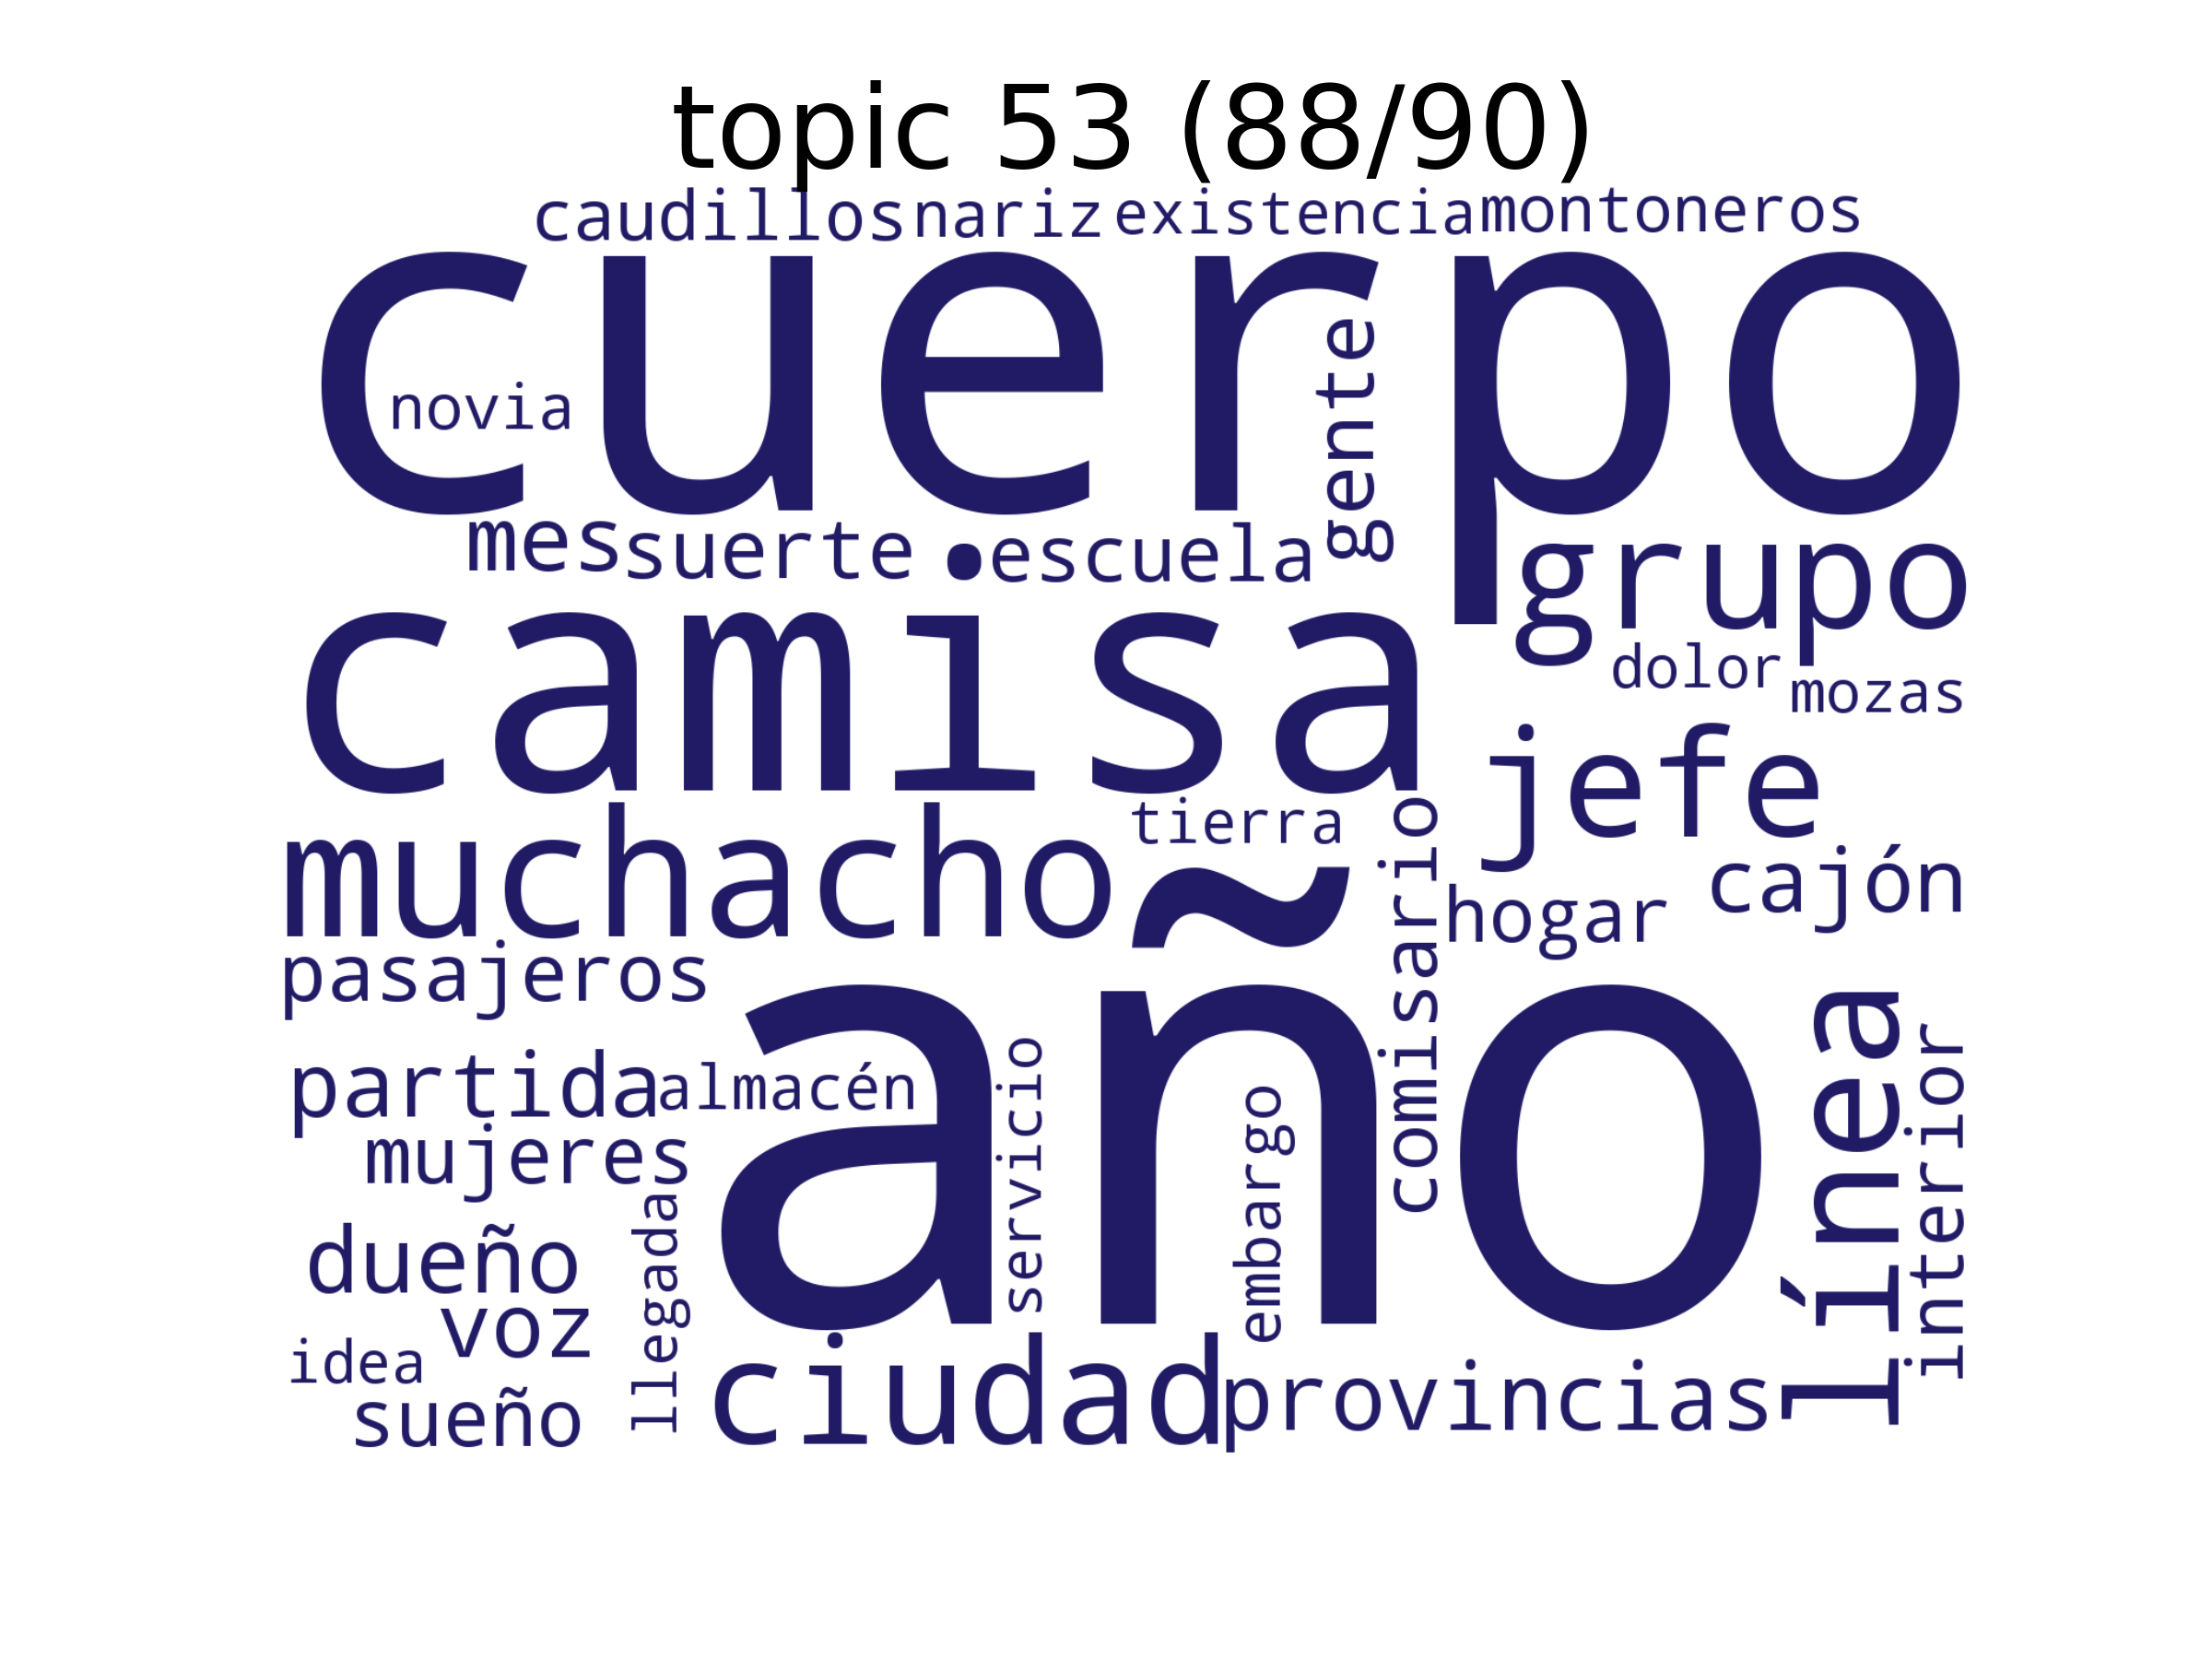 topic 53 (88/90)
caudillos nariz existencia montoneros
cuerpo
novia
gente
mes suerte escuela
grupo
camisa
dolor
mozas
jefe
muchacho
tierra
cajón
hogar
comisario
pasajeros
año
línea
interior
partida almacén
servicio
embargo
mujeres
llegada
dueño
voz
idea
sueño
ciudad provincias